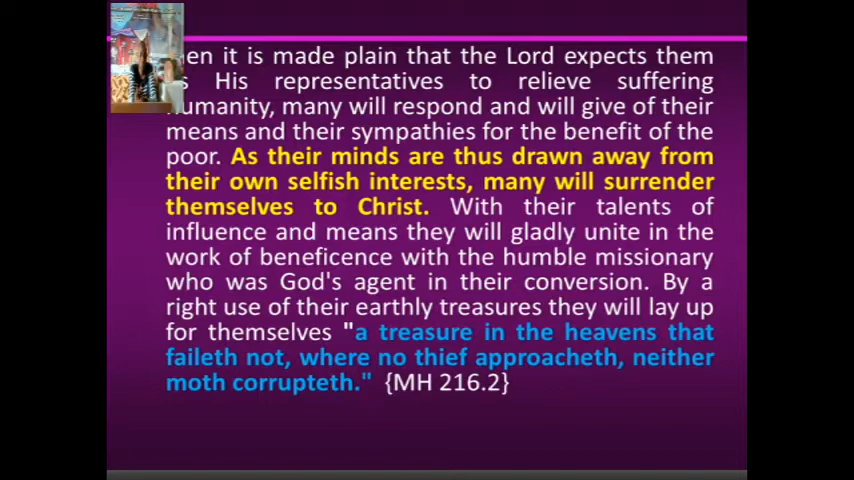 en it is made plain that the Lord expects them
His representatives to relieve suffering
humanity, many will respond and will give of their
means and their sympathies for the benefit of the
poor. As their minds are thus drawn away from
their own selfish interests, many will surrender
themselves to Christ. With their talents of
influence and means they will gladly unite in the
work of beneficence with the humble missionary
who was God's agent in their conversion. By a
right use of their earthly treasures they will lay up
for themselves "a treasure in the heavens that
faileth not, where no thief approacheth, neither
moth corrupteth." {MH 216.2}